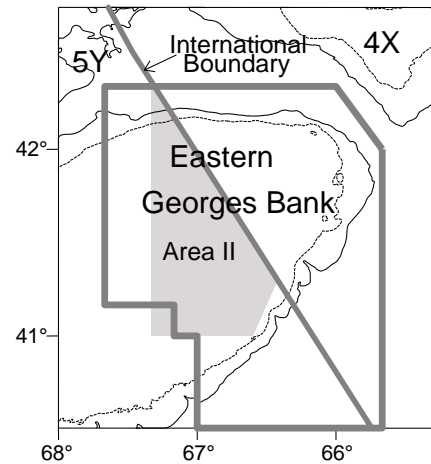 International
Boundary
5Y
4X
42°
Eastern
Georges Bank
Area II
41°
68°
67°
66°